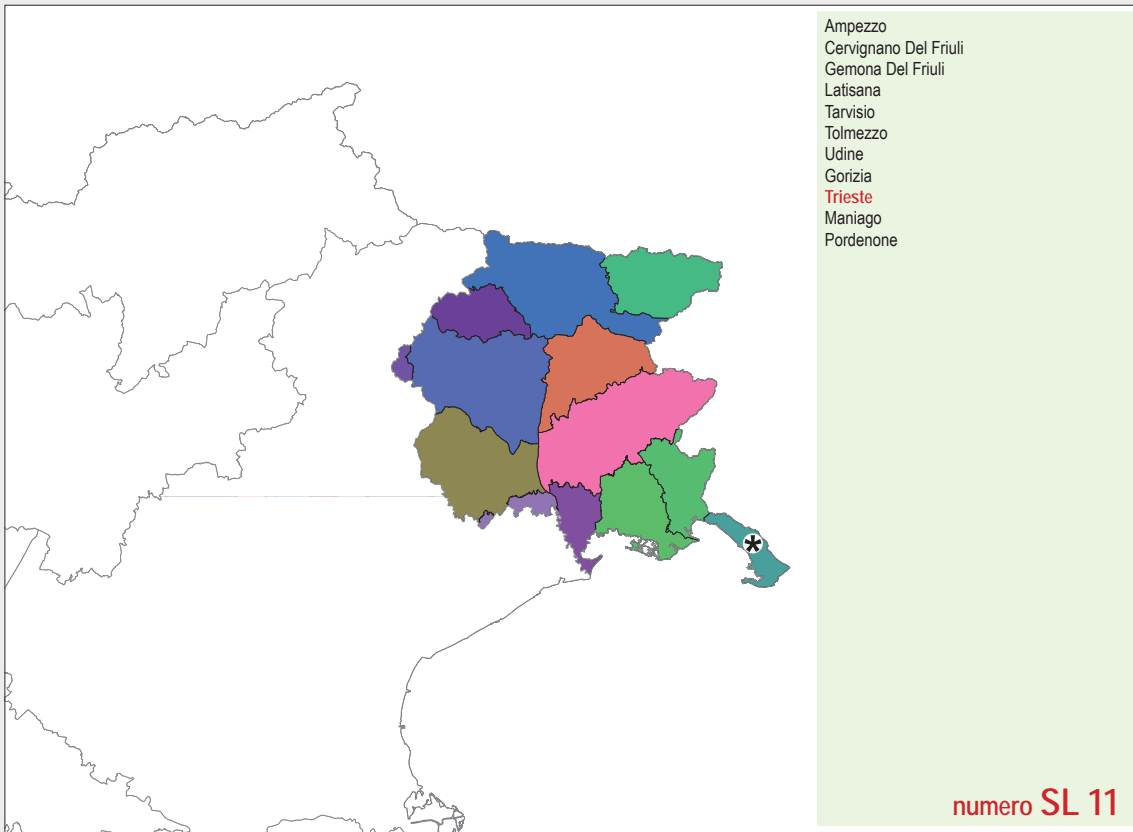 Ampezzo
Cervignano Del Friuli
Gemona Del Friuli
Latisana
Tarvisio
Tolmezzo
Udine
Gorizia
Trieste
Maniago
Pordenone
*
numero SL 11